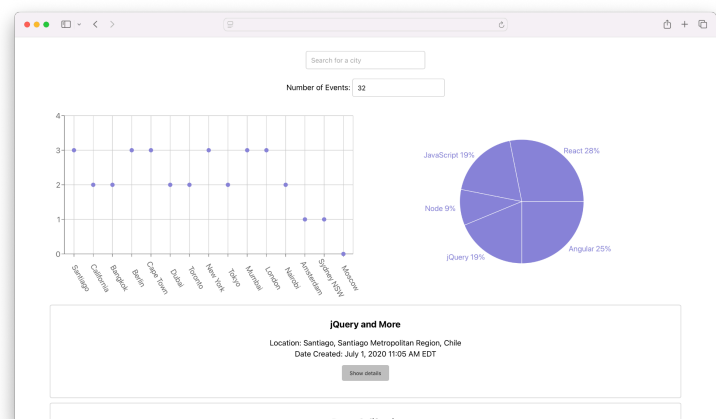 Search for a city
Number of Events: 32
4
3
2
1
0
Santiago
California
Bangkok
Berlin
Cape Town
Dubai
Toronto
New York
Tokyo
Mumbai
London
Nairobi
Amsterdam
Sydney NSW
Moscow
JavaScript 19%
React 28%
Node 9%
jQuery 19%
Angular 25%
jQuery and More
Location: Santiago, Santiago Metropolitan Region, Chile
Date Created: July 1, 2020 11:05 AM EDT
Show details